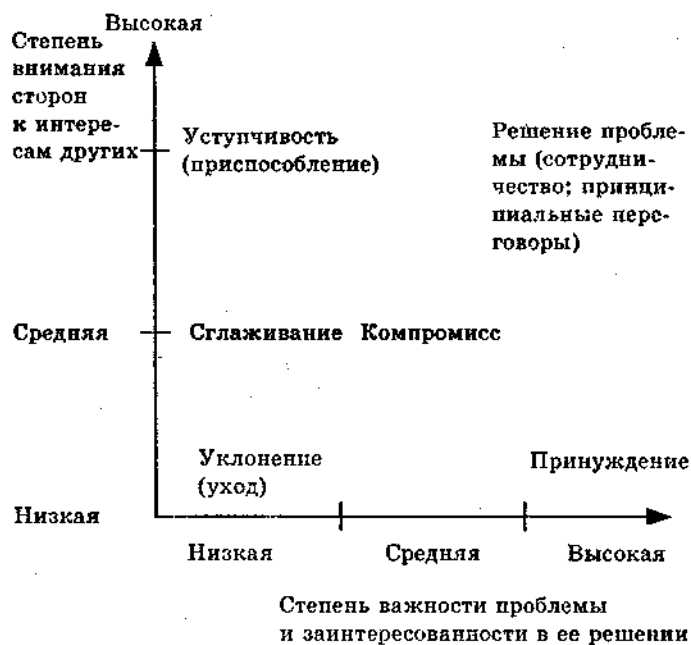 Высокая
Степень
внимания
сторон
к интере-
сам других
Уступчивость
(приспособление)
Решение пробле-
мы (сотрудни-
чество; принци-
пиальные пере-
говоры)
Средняя
Сглаживание Компромисс
Уклонение
(уход)
Принуждение
Низкая
Низкая Средняя Высокая
Степень важности проблемы
и заинтересованности в ее решении